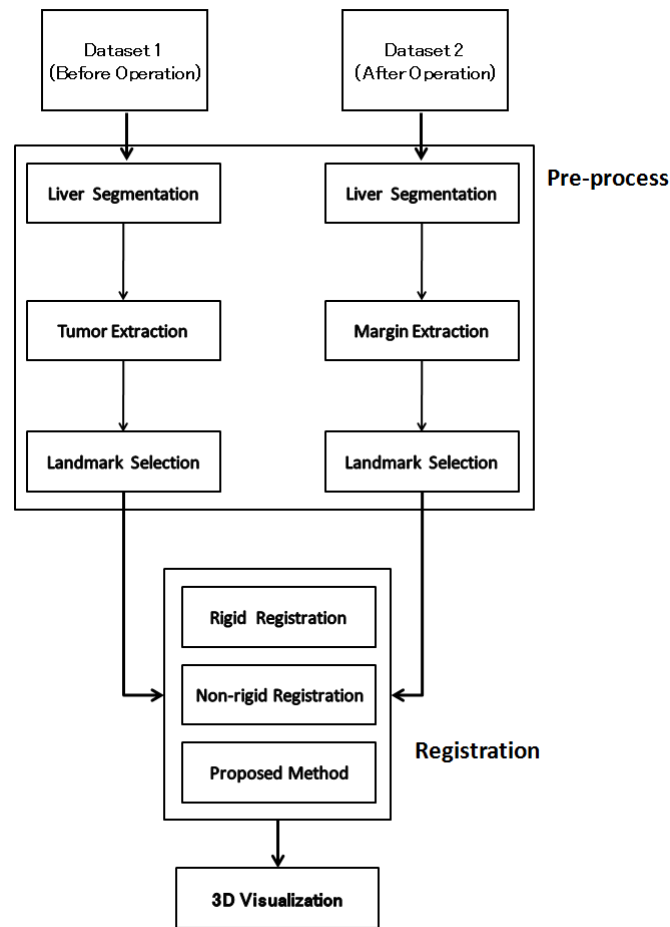 Dataset 1
(Before Operation)
Dataset 2
(After Operation)
Pre-process
Liver Segmentation
Liver Segmentation
Tumor Extraction
Margin Extraction
Landmark Selection
Landmark Selection
Rigid Registration
Non-rigid Registration
Proposed Method
Registration
3D Visualization